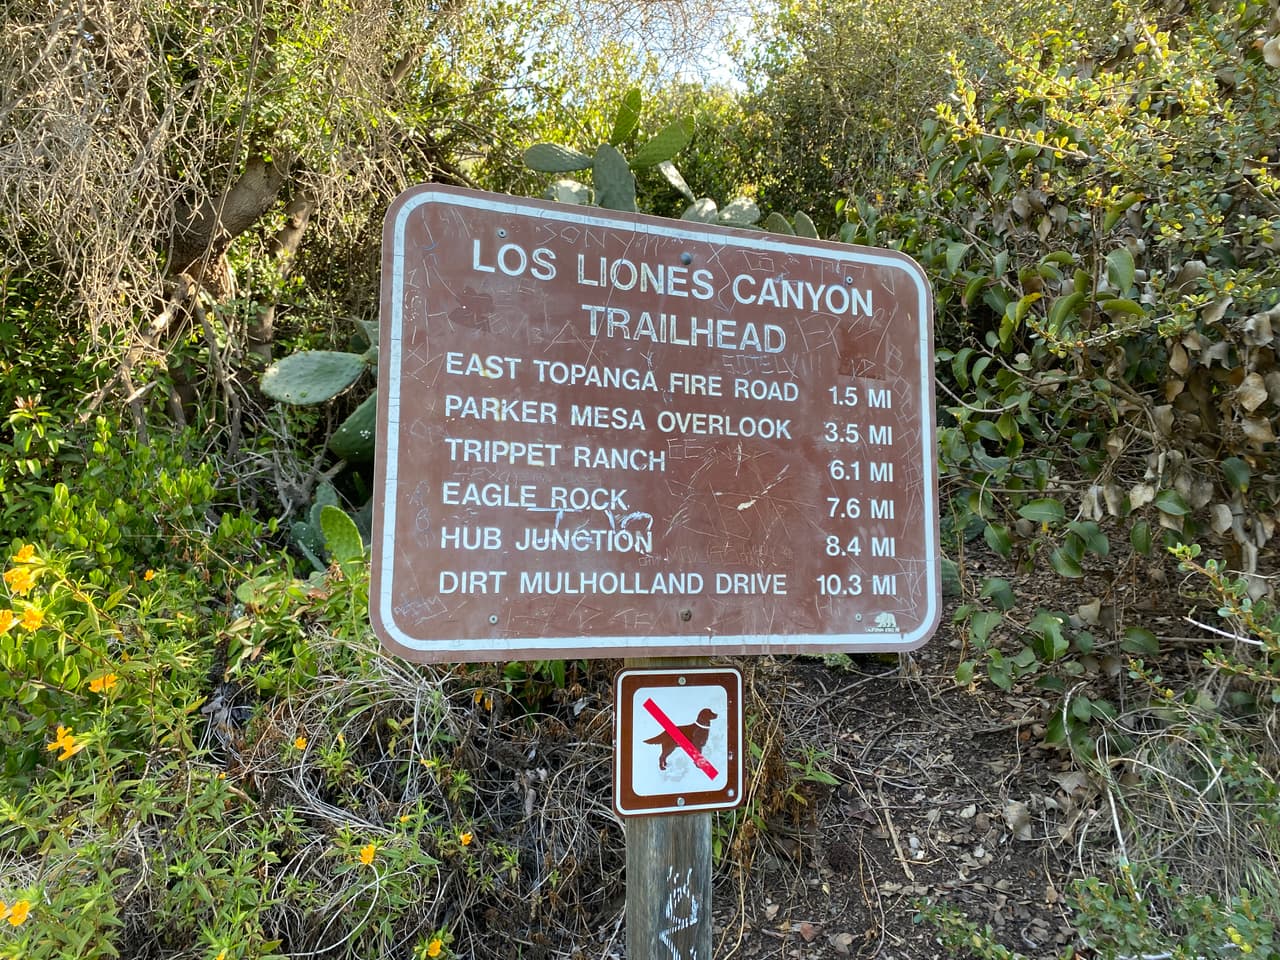 LOS LIONES CANYON
TRAILHEAD
EAST TOPANGA FIRE ROAD 1.5 MI
PARKER MESA OVERLOOK 3.5 MI
TRIPPET RANCH 6.1 MI
EAGLE ROCK 7.6 MI
HUB JUNCTION 8.4 MI
DIRT MULHOLLAND DRIVE 10.3 MI